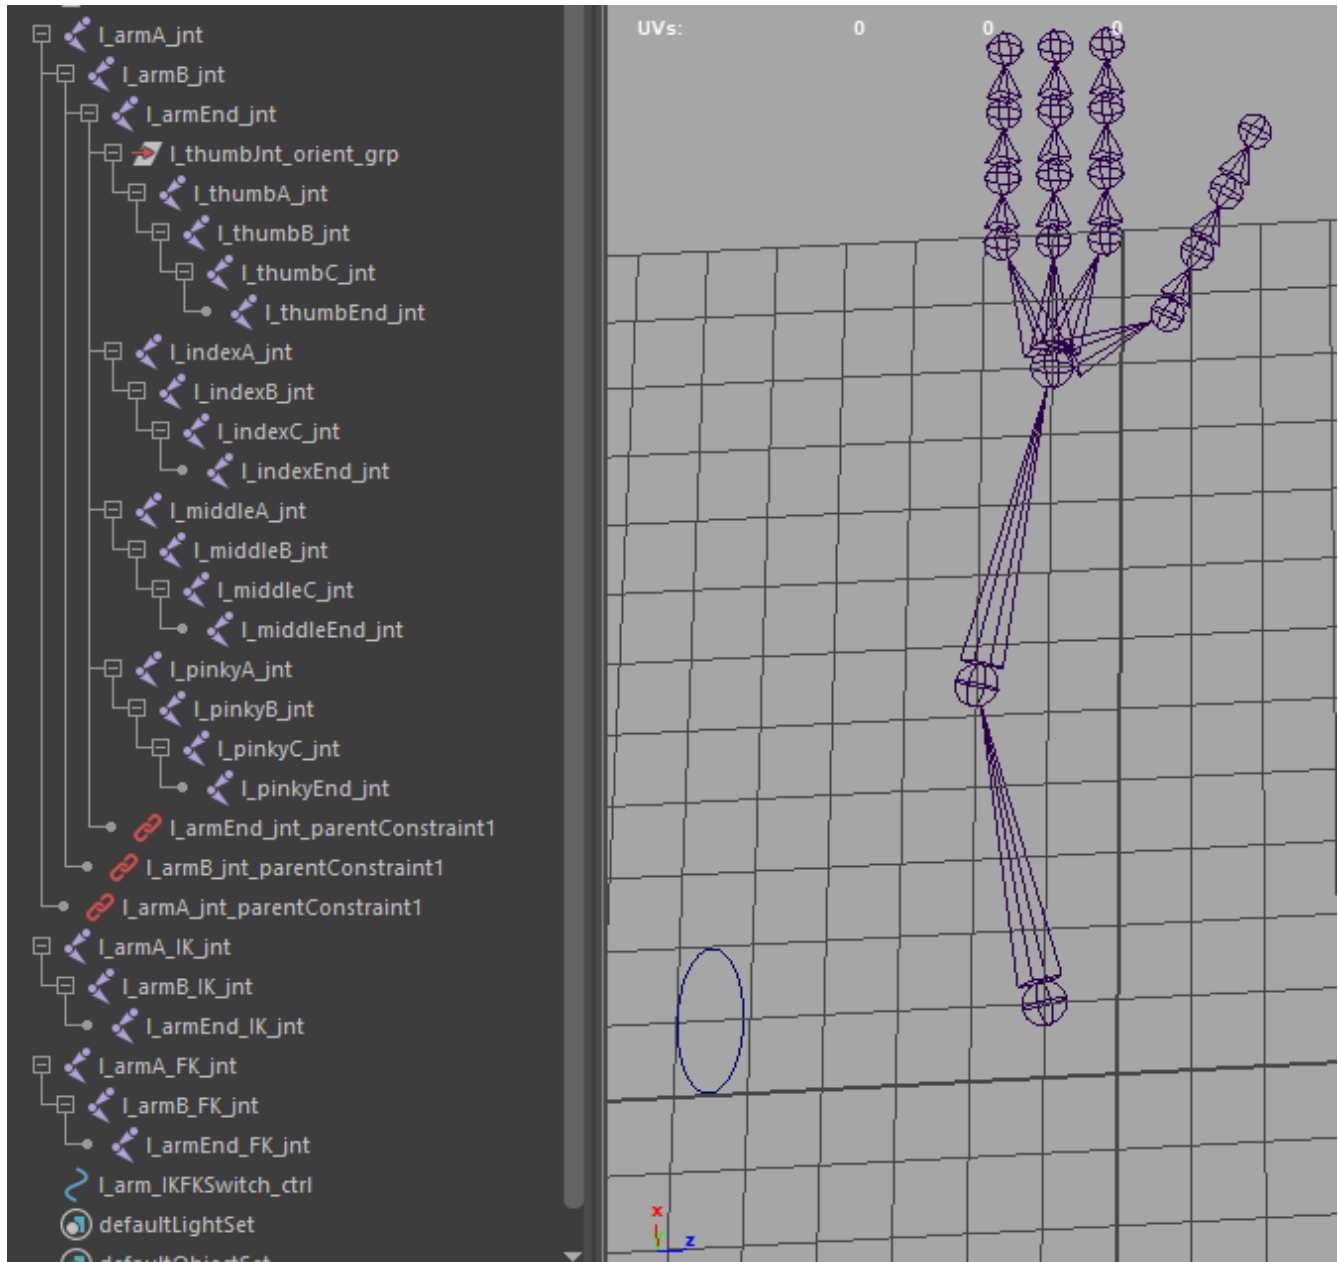 l_armA_jnt
l_armB_jnt
l_armEnd_jnt
l_thumbJnt_orient_grp
l_thumbA_jnt
l_thumbB_jnt
l_thumbC_jnt
l_thumbEnd_jnt
l_indexA_jnt
l_indexB_jnt
l_indexC_jnt
l_indexEnd_jnt
l_middleA_jnt
l_middleB_jnt
l_middleC_jnt
l_middleEnd_jnt
l_pinkyA_jnt
l_pinkyB_jnt
l_pinkyC_jnt
l_pinkyEnd_jnt
l_armEnd_jnt_parentConstraint1
l_armB_jnt_parentConstraint1
l_armA_jnt_parentConstraint1
l_armA_IK_jnt
l_armB_IK_jnt
l_armEnd_IK_jnt
l_armA_FK_jnt
l_armB_FK_jnt
l_armEnd_FK_jnt
l_arm_IKFKSwitch_ctrl
defaultLightSet
defaultObjectSet
UVs: 0 0 0
x
y
z